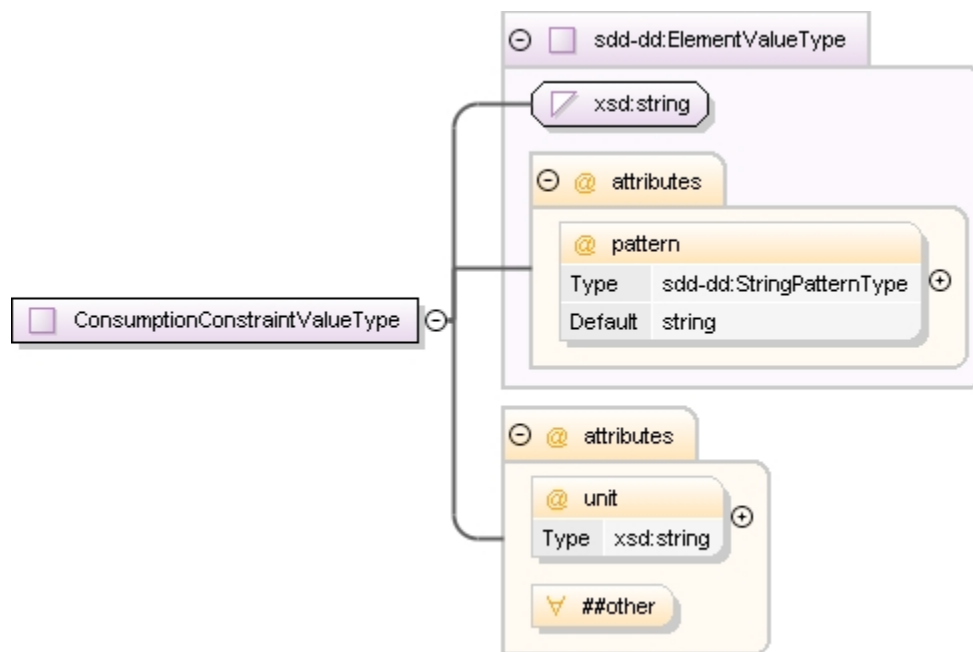 sdd-dd:ElementValueType
xsd:string
@ attributes
@ pattern
Type sdd-dd:StringPatternType
Default string
ConsumptionConstraintValueType
@ attributes
@ unit
Type xsd:string
∀ ##other